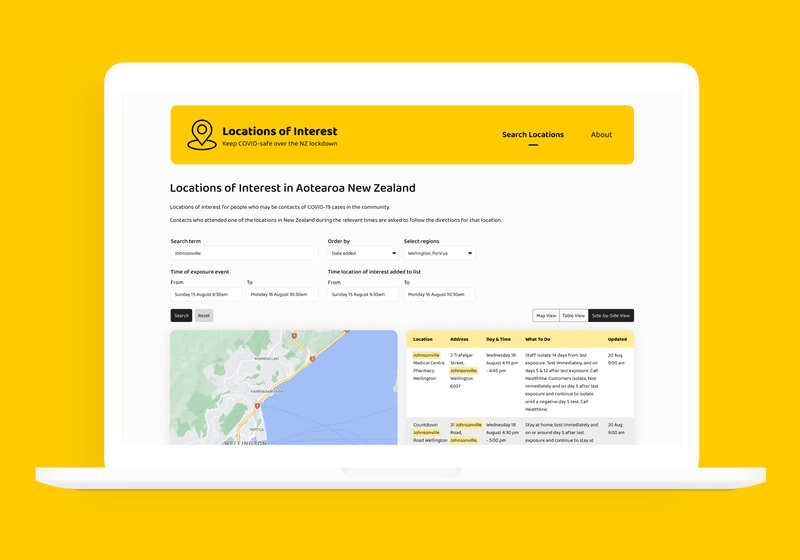 Locations of Interest
Keep COVID-safe over the NZ lockdown
Search Locations
About
Locations of Interest in Aotearoa New Zealand
Locations of interest for people who may be contacts of COVID-19 cases in the community.
Contacts who attended one of the locations in New Zealand during the relevant times are asked to follow the directions for that location.
Search term
Order by
Select regions
Johnsonville
Date added
Wellington, Porirua
Time of exposure event
Time location of interest added to list
From
To
From
To
Sunday 15 August 9:30am
Monday 16 August 10:30am
Sunday 15 August 9:30am
Monday 16 August 10:30am
Search
Reset
Map View
Table View
Side-by-Side View
Location
Address
Day & Time
What To Do
Updated
Johnsonville
Medical Centre
Pharmacy
Wellington
2 Trafalgar
Street,
Johnsonville,
Wellington
6037
Wednesday 18
August 4:15 pm
- 4:45 pm
Staff Isolate 14 days from last
exposure. Test immediately, and on
days 5 & 12 after last exposure. Call
Healthline. Customers isolate, test
immediately and on day 5 after last
exposure and continue to isolate
until a negative day 5 test. Call
Healthline.
20 Aug
9:00 am
Countdown
Johnsonville
Road Wellington
31 Johnsonville
Road,
Johnsonville,
Wednesday 18
August 4:30 pm
- 5:00 pm
Stay at home, test immediately and
on or around day 5 after last
exposure and continue to stay at
20 Aug
9:00 am
KHANDALLAH
NGAIO
KAIWHARAWHARA
PIPITEA
WELLINGTON